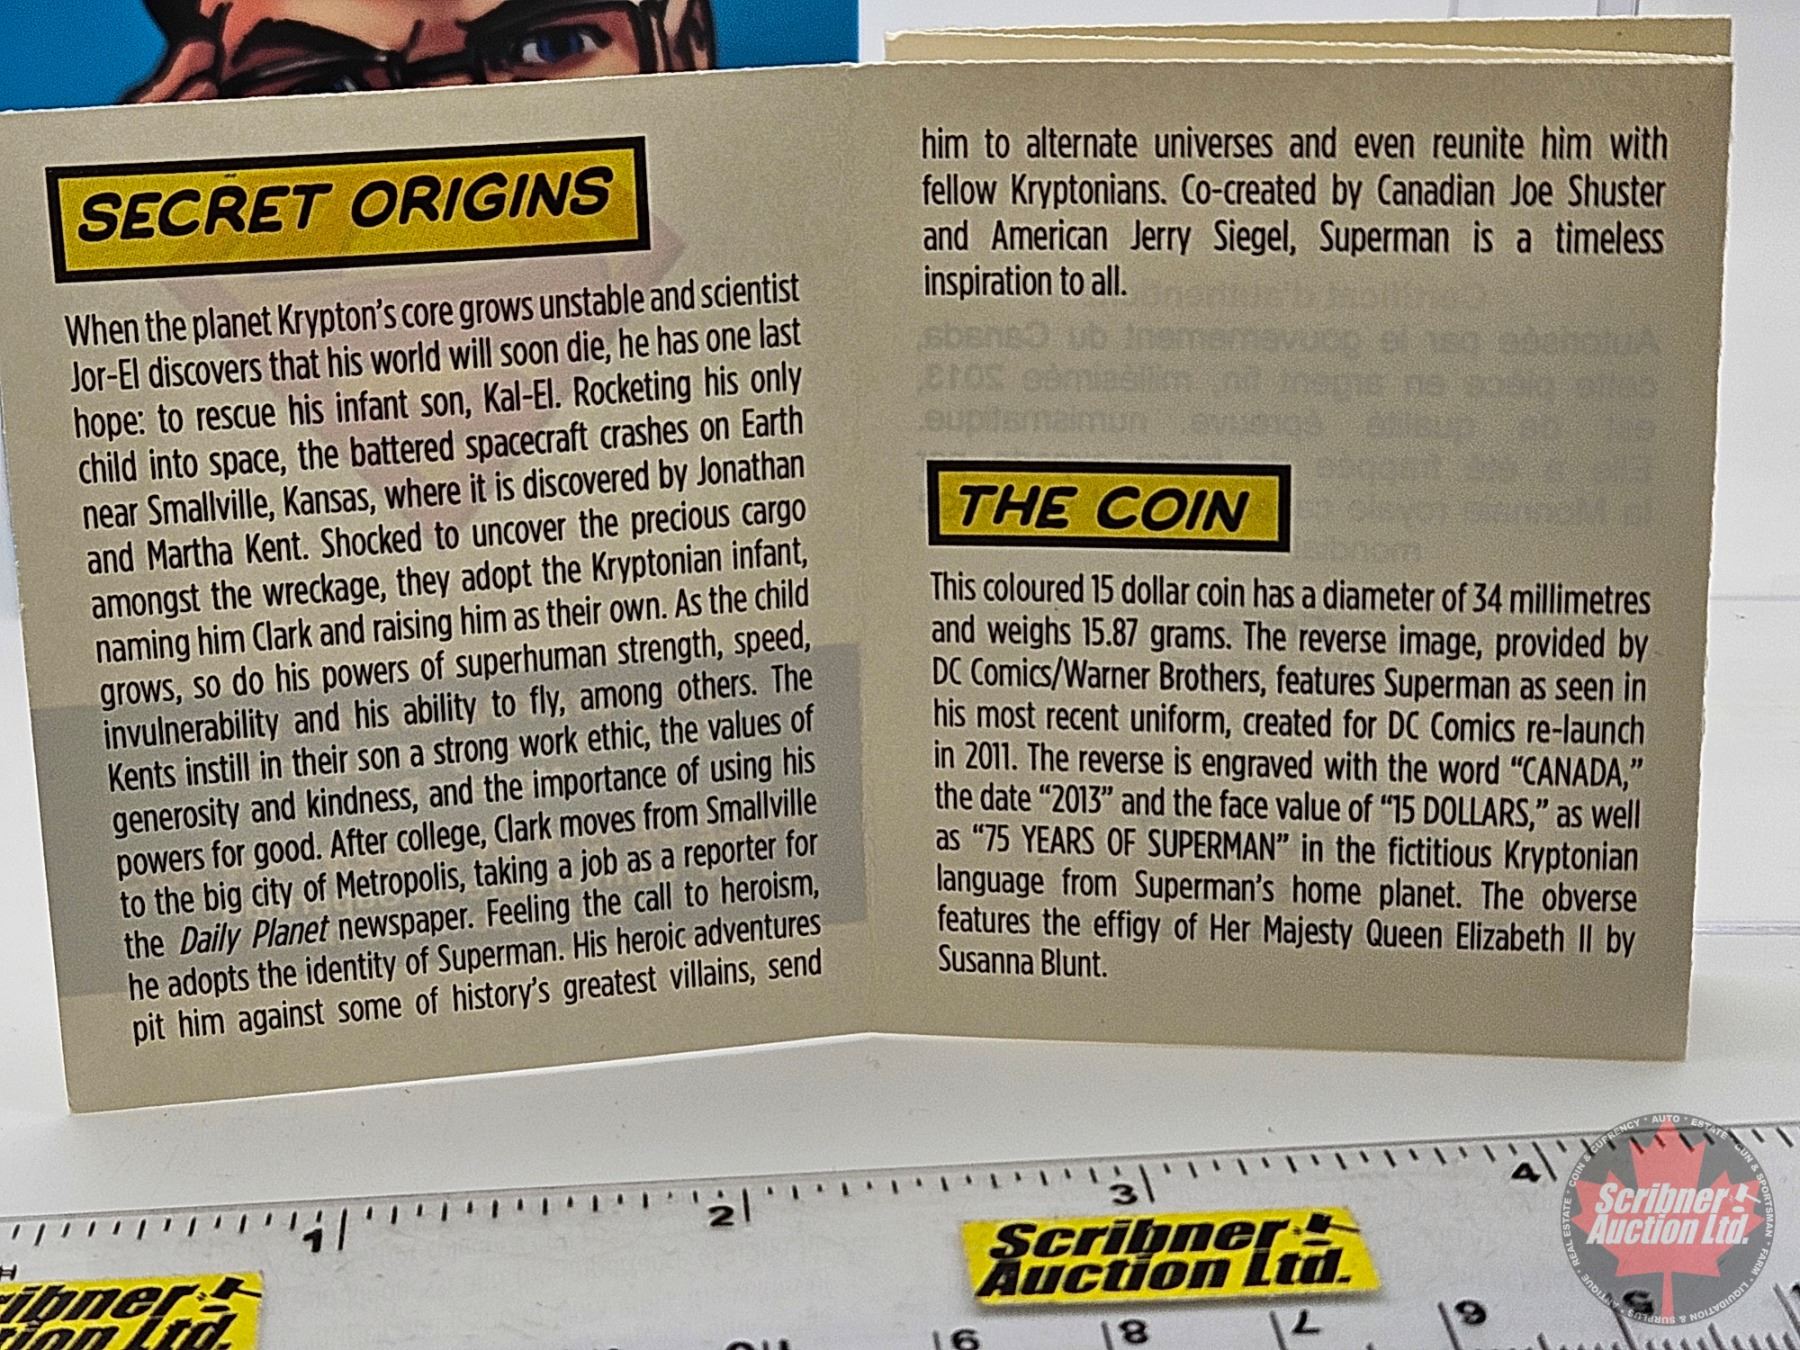 SECRET ORIGINS
When the planet Krypton's core grows unstable and scientist
Jor-El discovers that his world will soon die, he has one last
hope: to rescue his infant son, Kal-El. Rocketing his only
child into space, the battered spacecraft crashes on Earth
near Smallville, Kansas, where it is discovered by Jonathan
and Martha Kent. Shocked to uncover the precious cargo
amongst the wreckage, they adopt the Kryptonian infant,
naming him Clark and raising him as their own. As the child
grows, so do his powers of superhuman strength, speed,
invulnerability and his ability to fly, among others. The
Kents instill in their son a strong work ethic, the values of
generosity and kindness, and the importance of using his
powers for good. After college, Clark moves from Smallville
to the big city of Metropolis, taking a job as a reporter for
the Daily Planet newspaper. Feeling the call to heroism,
he adopts the identity of Superman. His heroic adventures
pit him against some of history's greatest villains, send
him to alternate universes and even reunite him with
fellow Kryptonians. Co-created by Canadian Joe Shuster
and American Jerry Siegel, Superman is a timeless
inspiration to all.
THE COIN
This coloured 15 dollar coin has a diameter of 34 millimetres
and weighs 15.87 grams. The reverse image, provided by
DC Comics/Warner Brothers, features Superman as seen in
his most recent uniform, created for DC Comics re-launch
in 2011. The reverse is engraved with the word “CANADA,”
the date “2013” and the face value of “15 DOLLARS,” as well
as “75 YEARS OF SUPERMAN” in the fictitious Kryptonian
language from Superman's home planet. The obverse
features the effigy of Her Majesty Queen Elizabeth II by
Susanna Blunt.
1 2 3 4
Scribner
Auction Ltd.
Scribner
Auction Ltd.
9 8 7 6 5